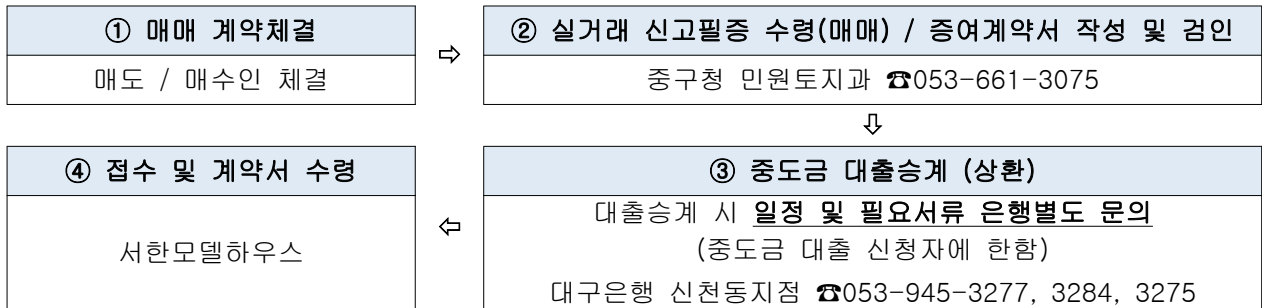 ① 매매 계약체결
매도 / 매수인 체결
⇨
② 실거래 신고필증 수령(매매) / 증여계약서 작성 및 검인
중구청 민원토지과 ☎053-661-3075
⇩
③ 중도금 대출승계 (상환)
대출승계 시 일정 및 필요서류 은행별도 문의
(중도금 대출 신청자에 한함)
대구은행 신천동지점 ☎053-945-3277, 3284, 3275
⇦
④ 접수 및 계약서 수령
서한모델하우스